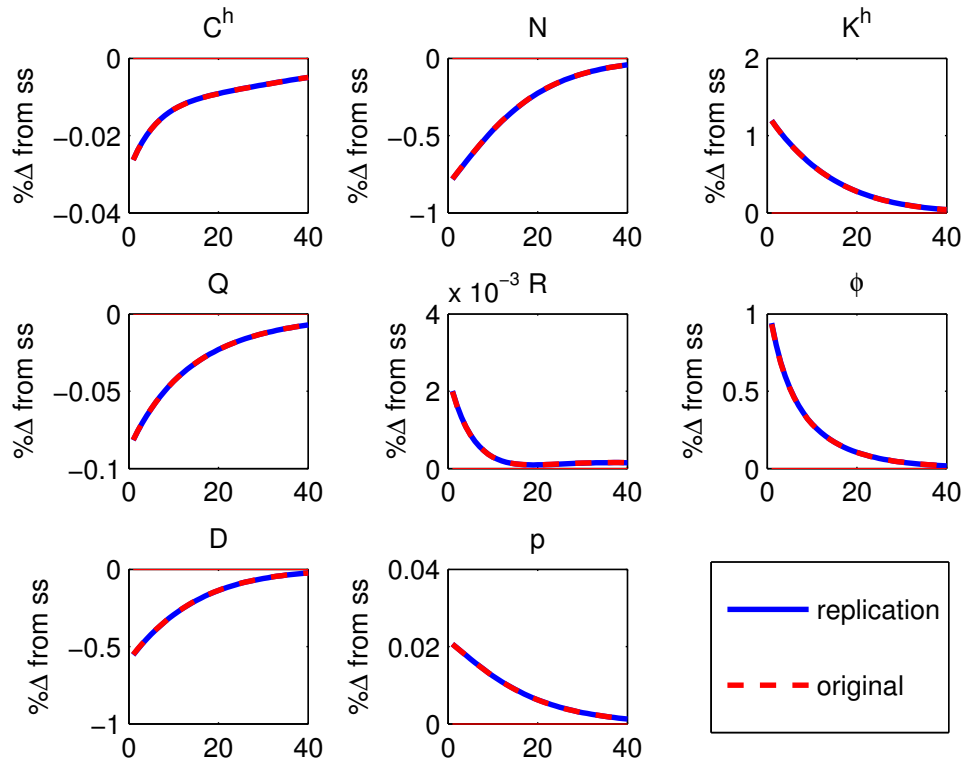 C^h N K^h
%Δ from ss 0 −0.02 −0.04 0 20 40
%Δ from ss 0 −0.5 −1 0 20 40
%Δ from ss 2 1 0 0 20 40
Q x 10^−3 R ϕ
%Δ from ss 0 −0.05 −0.1 0 20 40
%Δ from ss 4 2 0 0 20 40
%Δ from ss 1 0.5 0 0 20 40
D p
%Δ from ss 0 −0.5 −1 0 20 40
%Δ from ss 0.04 0.02 0 0 20 40
replication
original